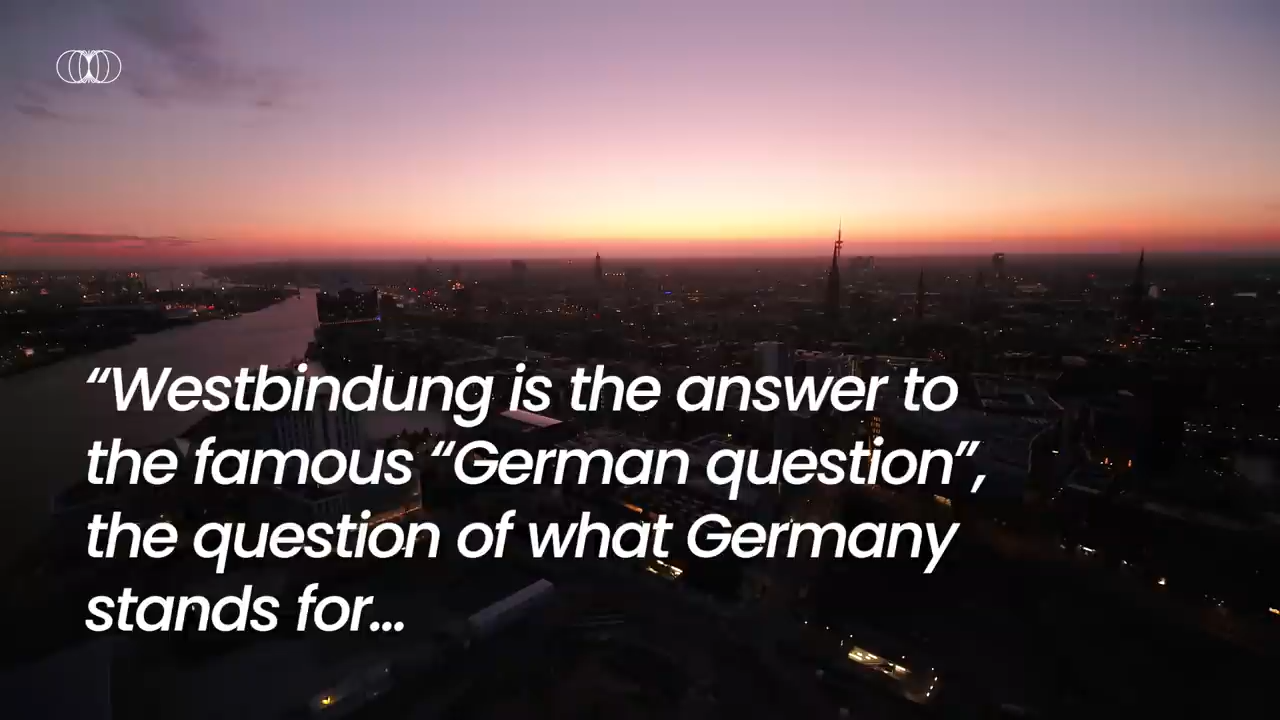 “Westbindung is the answer to
the famous “German question”,
the question of what Germany
stands for...